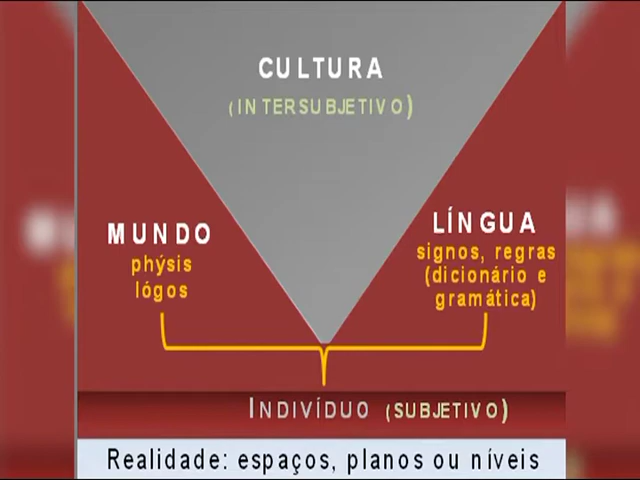 CULTURA
(INTERSUBJETIVO)
MUNDO
phýsis
lógos
LÍNGUA
signos, regras
(dicionário e
gramática)
INDIVÍDUO (SUBJETIVO)
Realidade: espaços, planos ou níveis